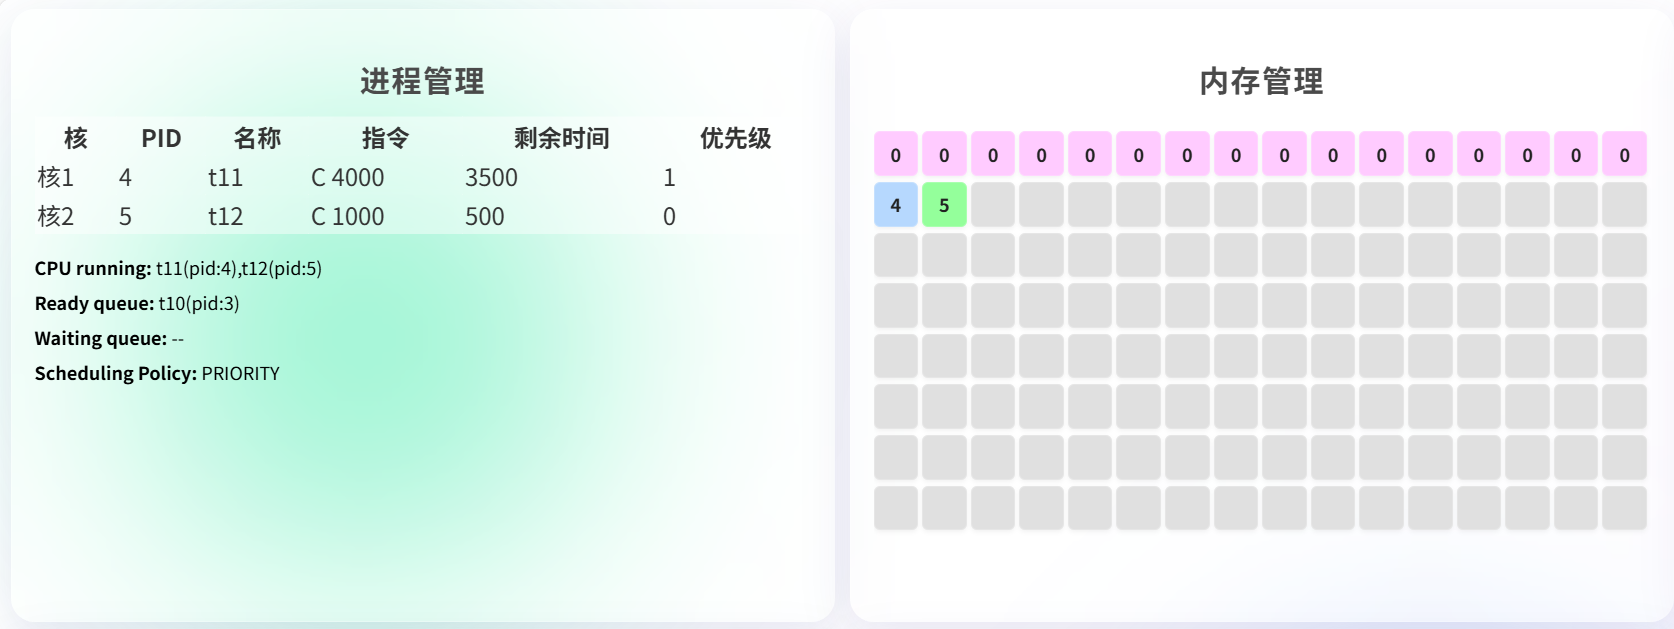 进程管理
核 PID 名称 指令 剩余时间 优先级
核1 4 t11 C 4000 3500 1
核2 5 t12 C 1000 500 0
CPU running: t11(pid:4),t12(pid:5)
Ready queue: t10(pid:3)
Waiting queue: --
Scheduling Policy: PRIORITY
内存管理
0 0 0 0 0 0 0 0 0 0 0 0 0 0 0 0
4 5